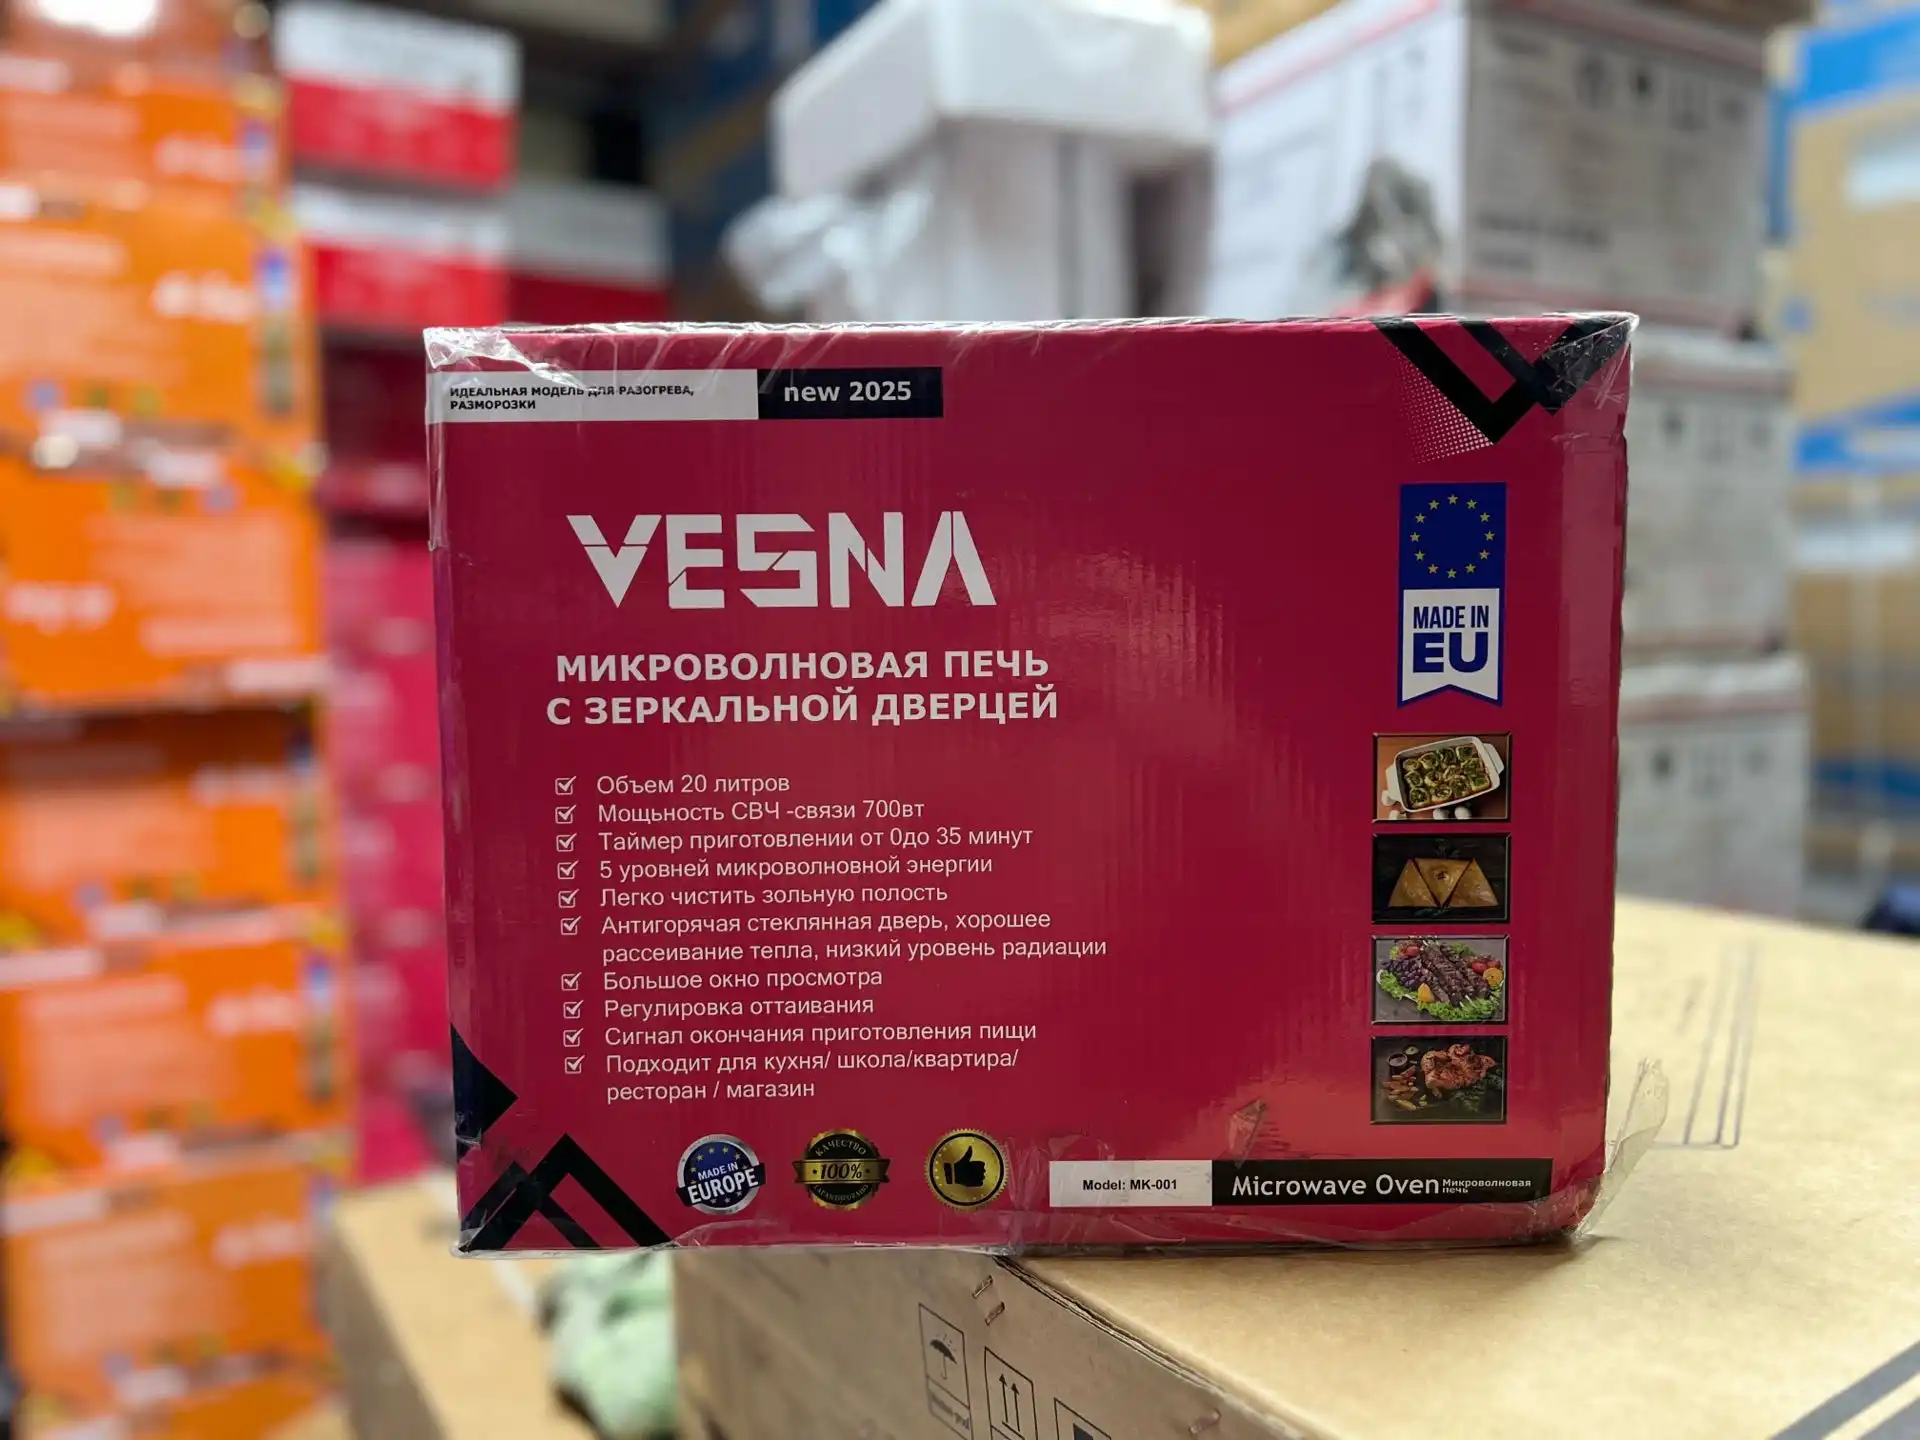 ИДЕАЛЬНАЯ МОДЕЛЬ ДЛЯ РАЗОГРЕВА,
РАЗМОРОЗКИ
new 2025
VESNA
МИКРОВОЛНОВАЯ ПЕЧЬ
С ЗЕРКАЛЬНОЙ ДВЕРЦЕЙ
MADE IN
EU
Объем 20 литров
Мощьность СВЧ -связи 700вт
Таймер приготовлении от 0до 35 минут
5 уровней микроволновной энергии
Легко чистить зольную полость
Антигорячая стеклянная дверь, хорошее
рассеивание тепла, низкий уровень радиации
Большое окно просмотра
Регулировка оттаивания
Сигнал окончания приготовления пищи
Подходит для кухня/ школа/квартира/
ресторан / магазин
MADE IN
EUROPE
КАЧЕСТВО
100%
Model: MK-001
Microwave Oven
Микроволновая
печь